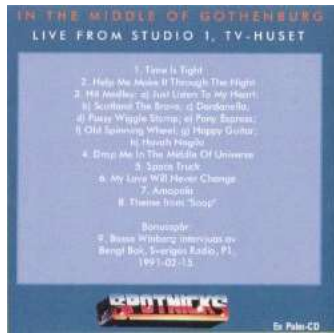 IN THE MIDDLE OF GOTHENBURG
LIVE FROM STUDIO 1, TV-HUSET
1. Time Is Tight
2. Help Me Make It Through The Night
3. Hit Medley: a) Just Listen To My Heart;
b) Scotland The Brave; c) Dardanella;
d) Pussy Wiggle Stomp; e) Pony Express;
f) Old Spinning Wheel; g) Happy Guitar;
h) Havah Nagila
4. Drop Me In The Middle Of Universe
5. Space Truck
6. My Love Will Never Change
7. Amapola
8. Theme from "Soap"
Bonusspår:
9. Bosse Winberg intervjuas av
Bengt Bok, Sveriges Radio, P1,
1991-02-15.
SPOTNICKS
Ex Polm-CD